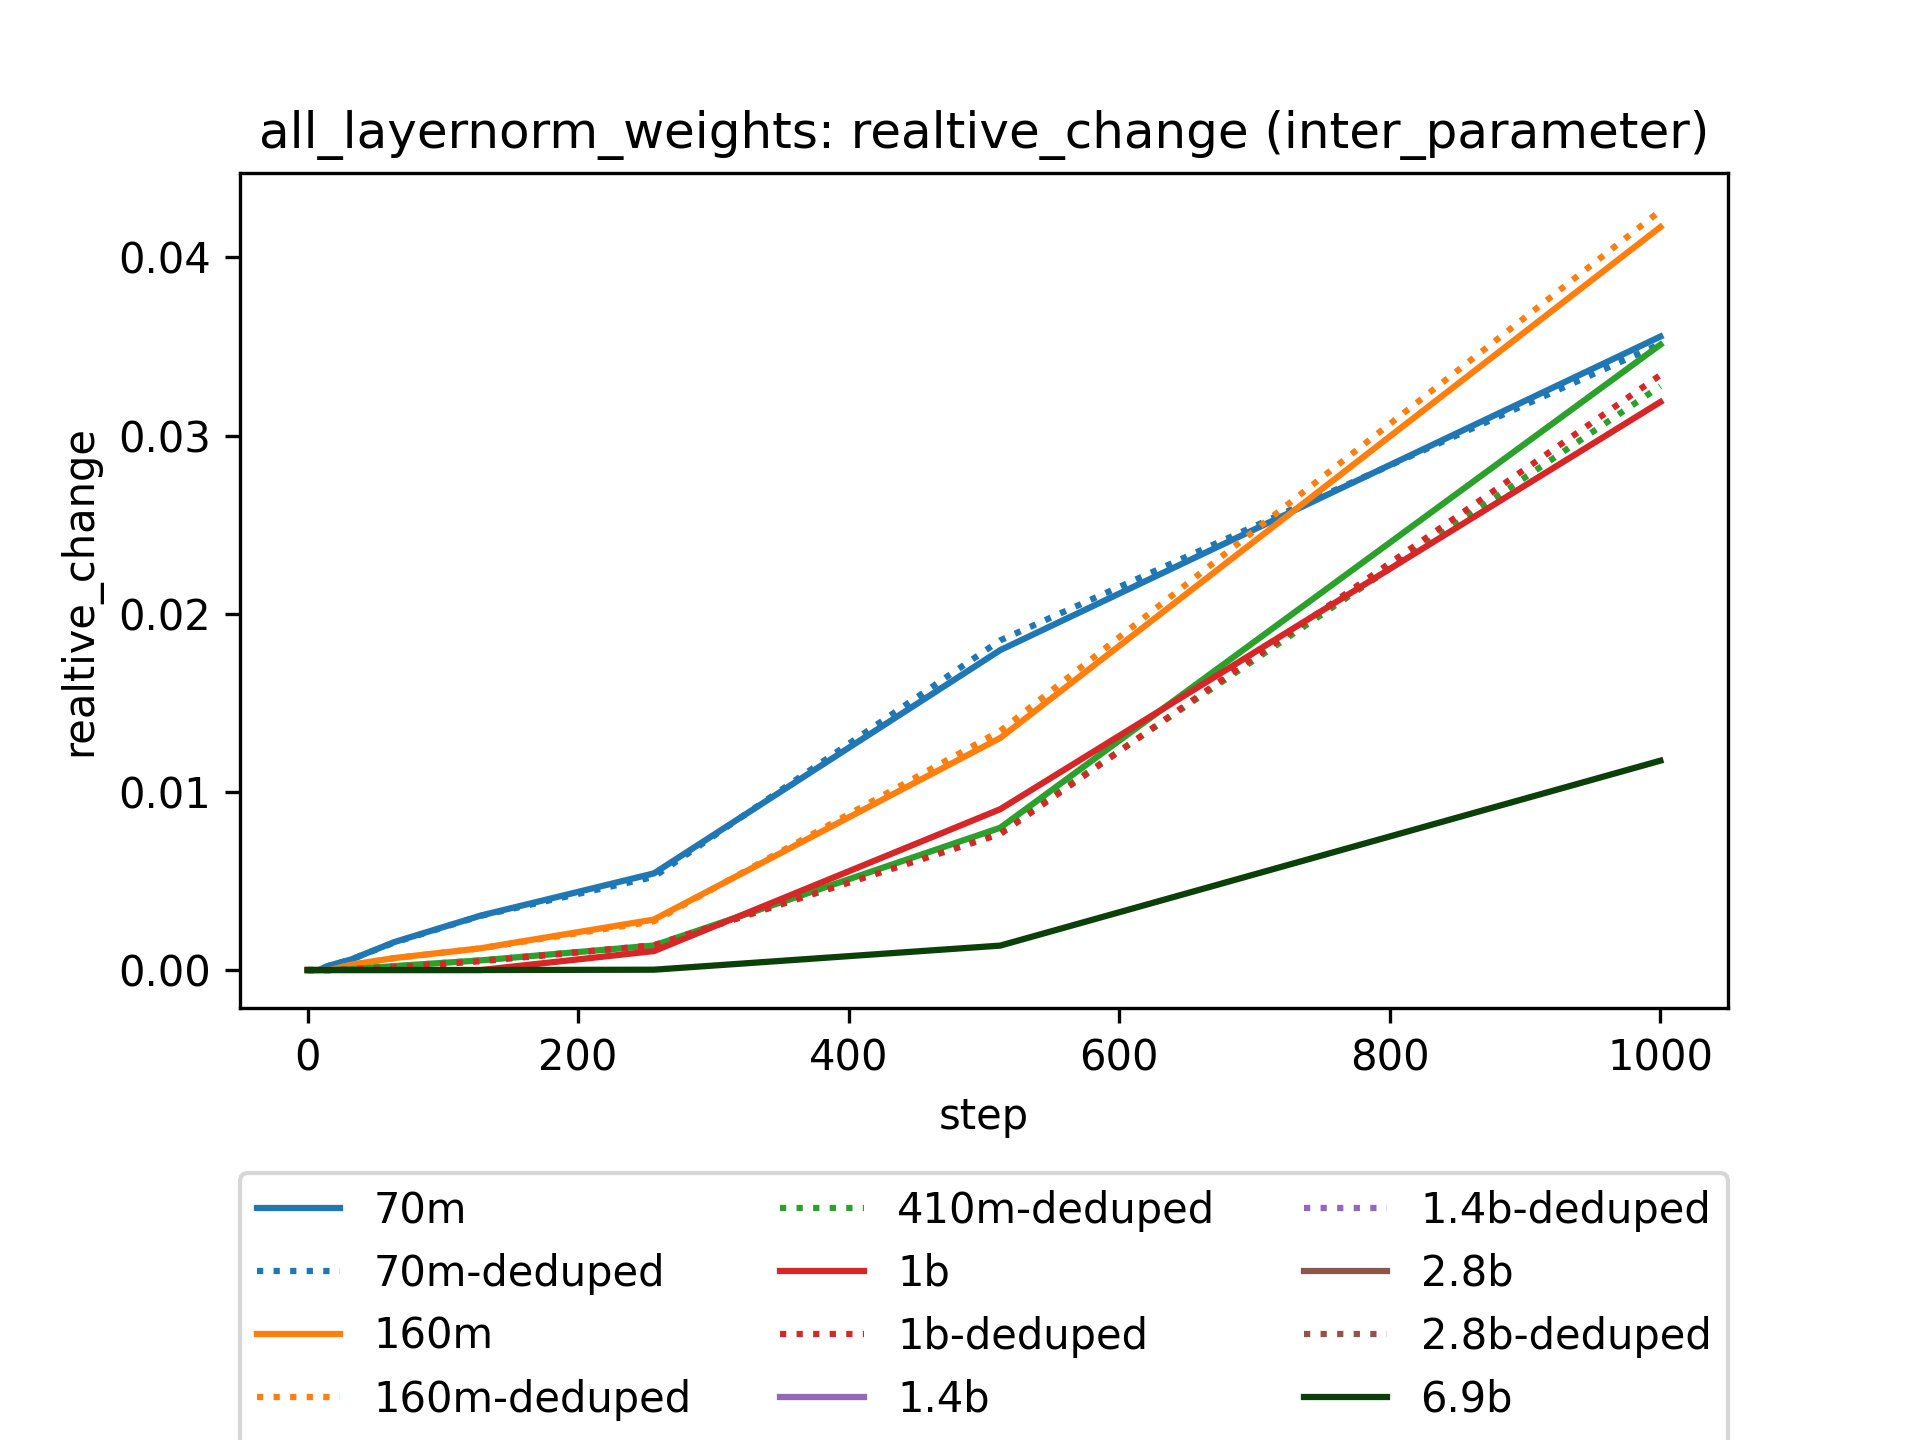 all_layernorm_weights: realtive_change (inter_parameter)
realtive_change
0.04
0.03
0.02
0.01
0.00
0 200 400 600 800 1000
step
70m 410m-deduped 1.4b-deduped
70m-deduped 1b 2.8b
160m 1b-deduped 2.8b-deduped
160m-deduped 1.4b 6.9b